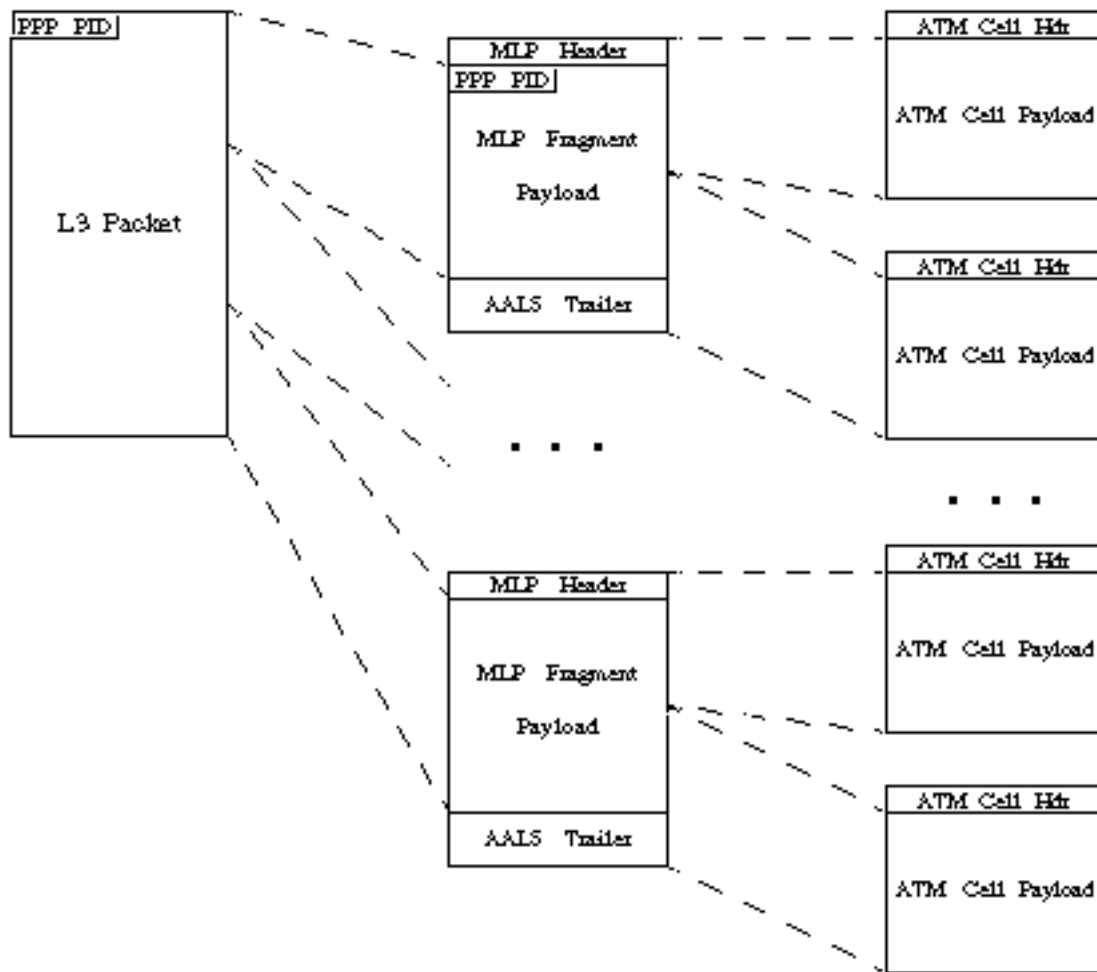 PPP PID
L3 Packet
MLP Header
PPP PID
MLP Fragment
Payload
AAL5 Trailer
. . .
MLP Header
MLP Fragment
Payload
AAL5 Trailer
ATM Cell Hdr
ATM Cell Payload
ATM Cell Hdr
ATM Cell Payload
. . .
ATM Cell Hdr
ATM Cell Payload
ATM Cell Hdr
ATM Cell Payload